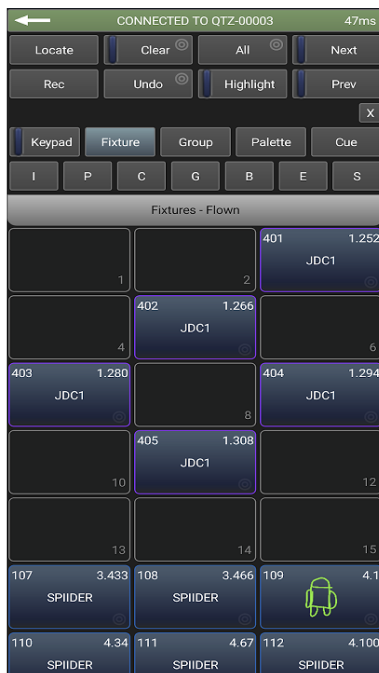 CONNECTED TO QTZ-00003 47ms
Locate Clear All Next
Rec Undo Highlight Prev
X
Keypad Fixture Group Palette Cue
I P C G B E S
Fixtures - Flown
1 2 401 1.252
JDC1
4 402 1.266 6
JDC1
403 1.280 8 404 1.294
JDC1 JDC1
10 405 1.308 12
JDC1
13 14 15
107 3.433 108 3.466 109 4.1
SPIIDER SPIIDER
110 4.34 111 4.67 112 4.100
SPIIDER SPIIDER SPIIDER